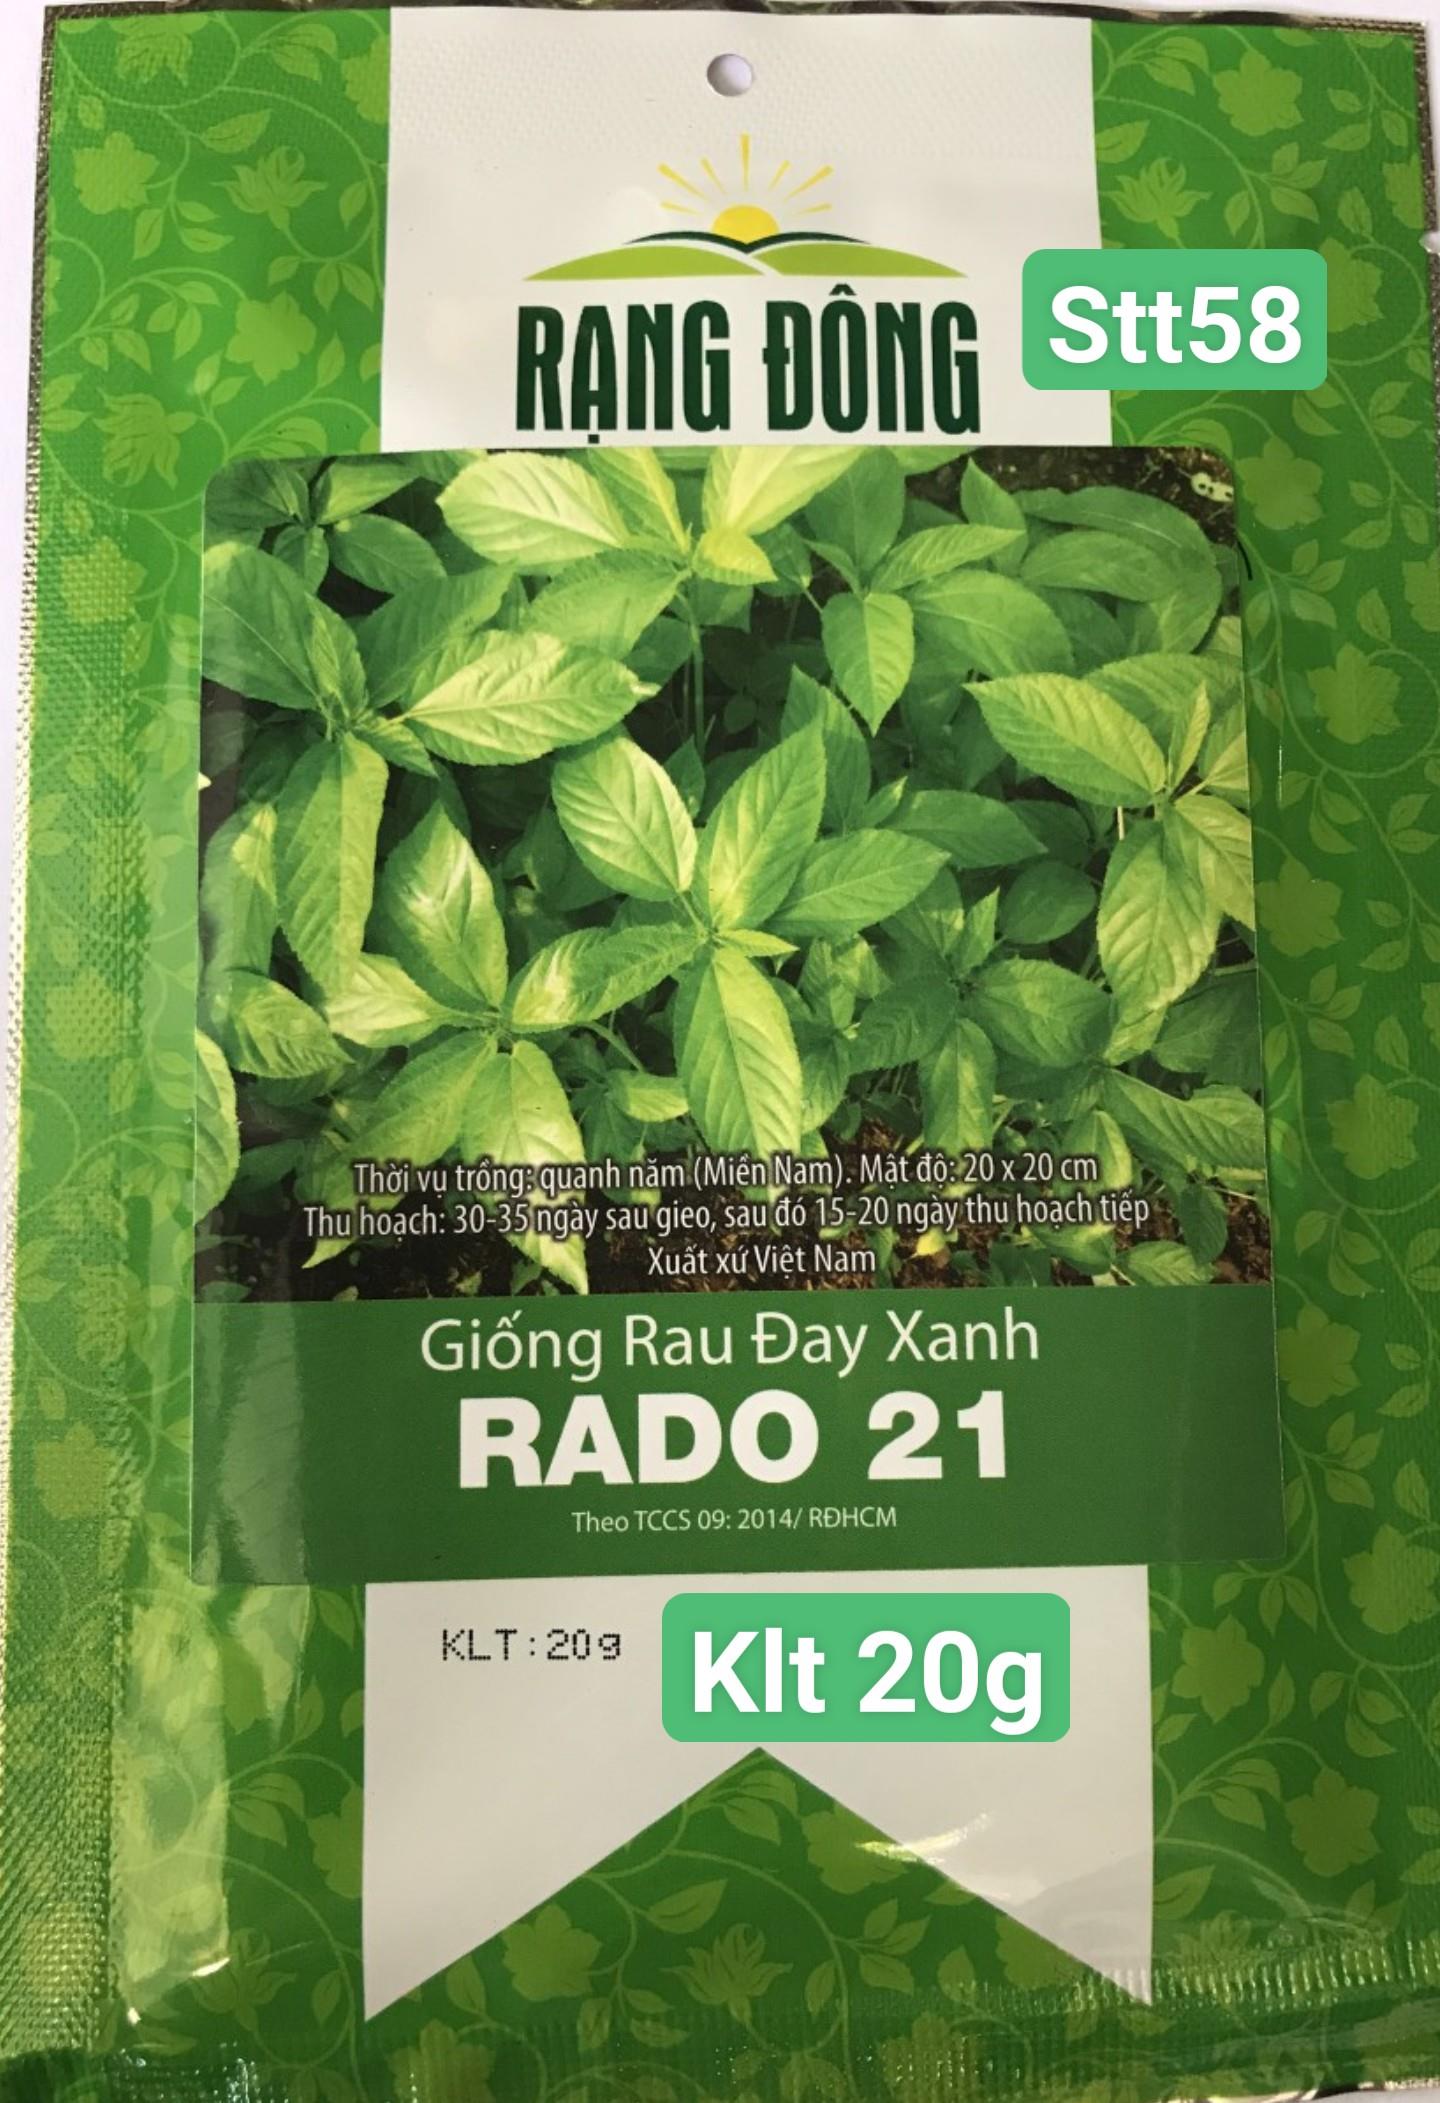 RẠNG ĐÔNG
Stt58
Thời vụ trồng: quanh năm (Miền Nam). Mật độ: 20 x 20 cm
Thu hoạch: 30-35 ngày sau gieo, sau đó 15-20 ngày thu hoạch tiếp
Xuất xứ Việt Nam
Giống Rau Đay Xanh
RADO 21
Theo TCCS 09: 2014/ RĐHCM
KLT:20g
Klt 20g